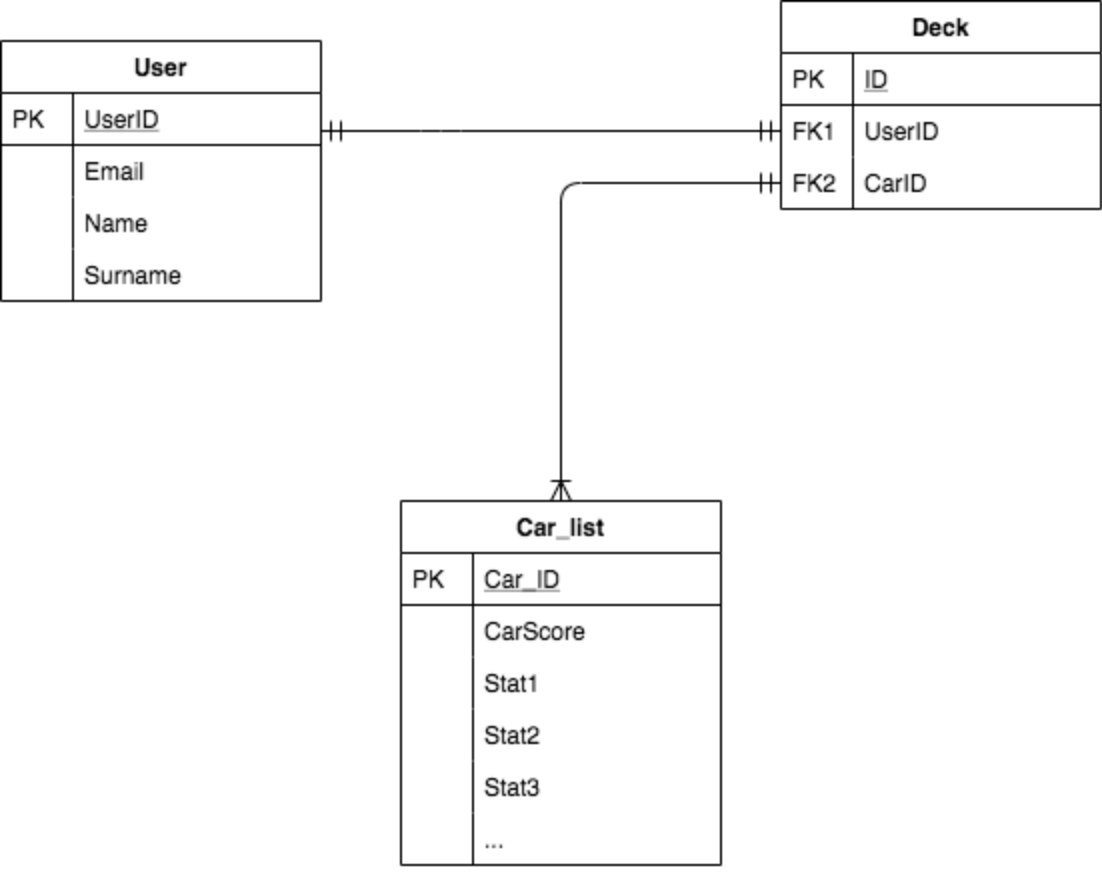 User
PK UserID
Email
Name
Surname
Deck
PK ID
FK1 UserID
FK2 CarID
Car_list
PK Car_ID
CarScore
Stat1
Stat2
Stat3
...